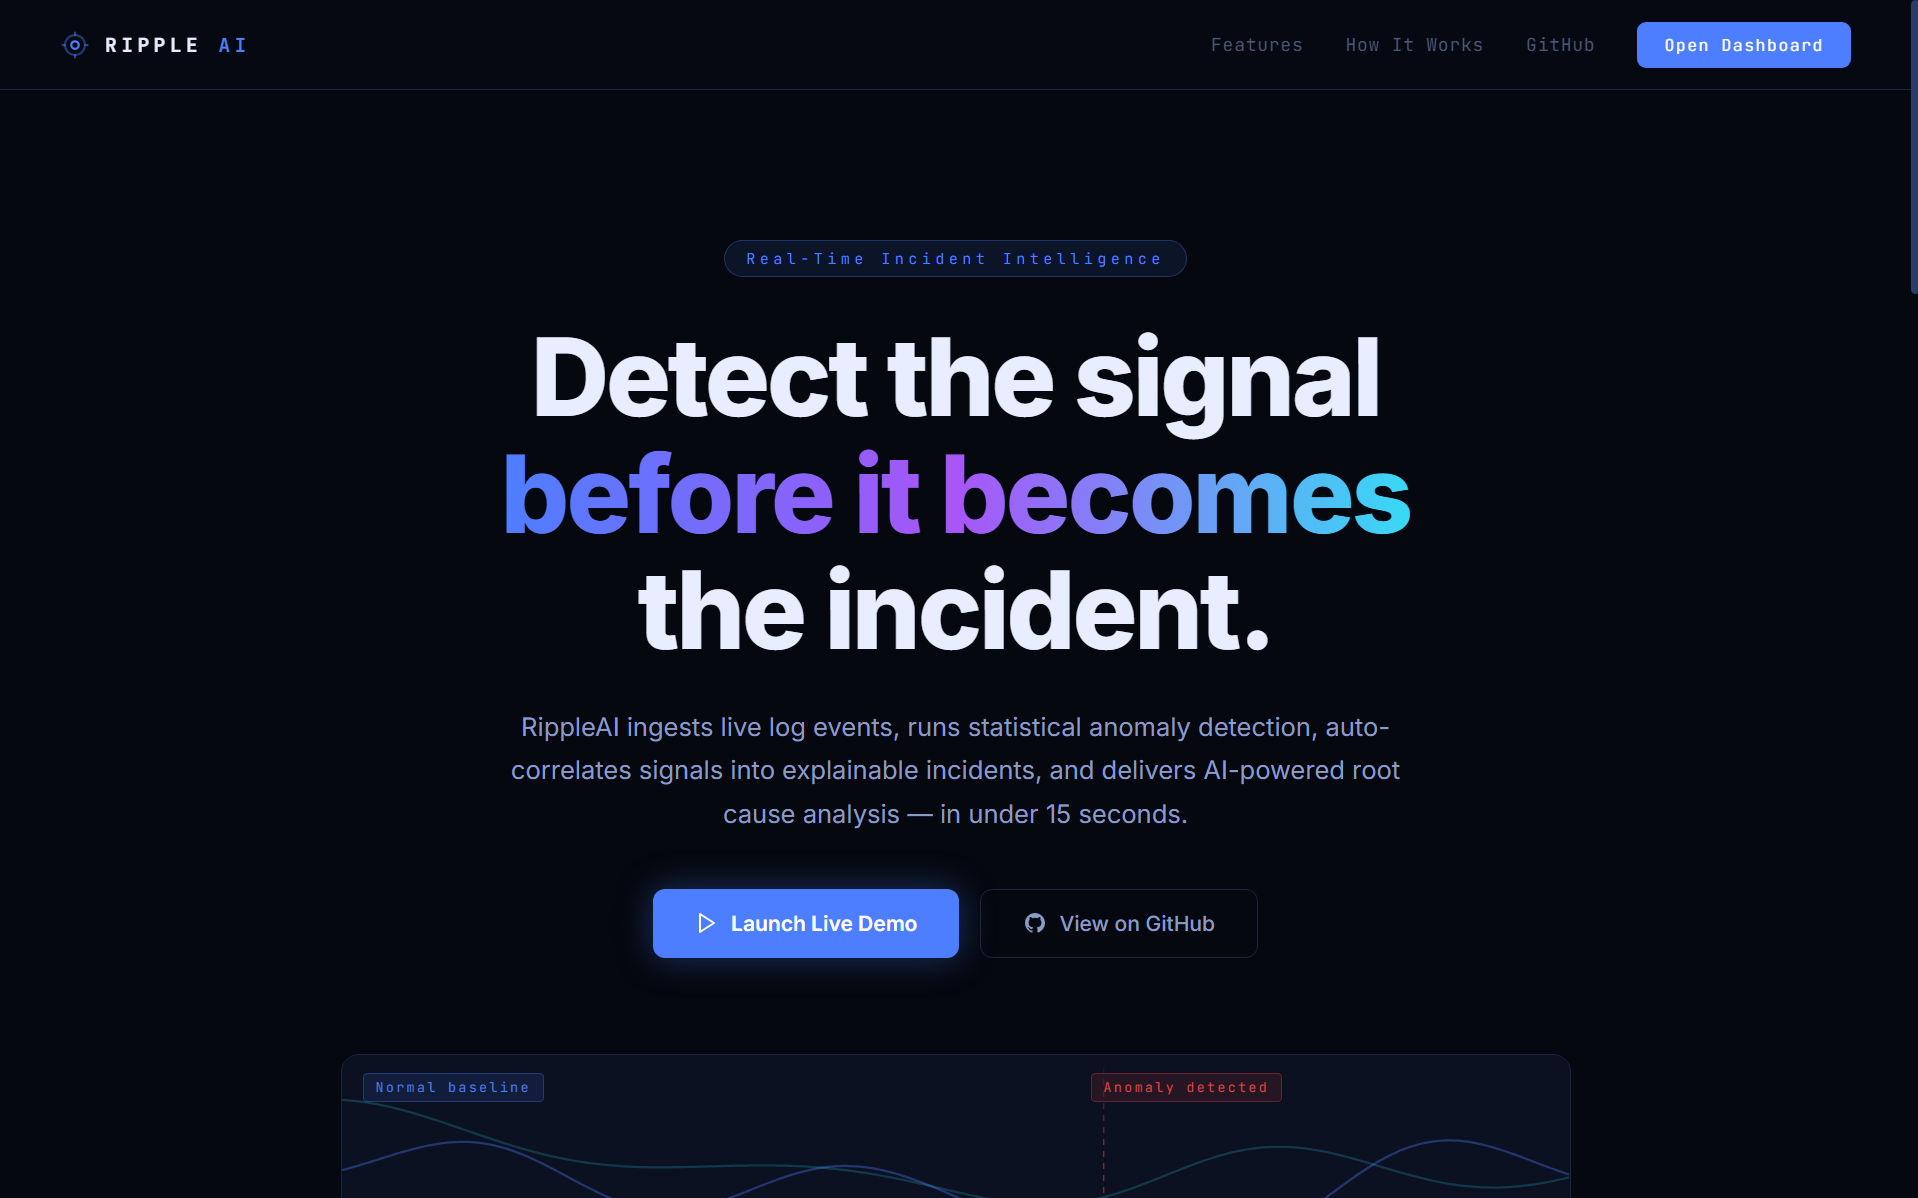 RIPPLE AI
Features
How It Works
GitHub
Open Dashboard
Real-Time Incident Intelligence
Detect the signal
before it becomes
the incident.
RippleAI ingests live log events, runs statistical anomaly detection, auto-
correlates signals into explainable incidents, and delivers AI-powered root
cause analysis — in under 15 seconds.
Launch Live Demo
View on GitHub
Normal baseline
Anomaly detected